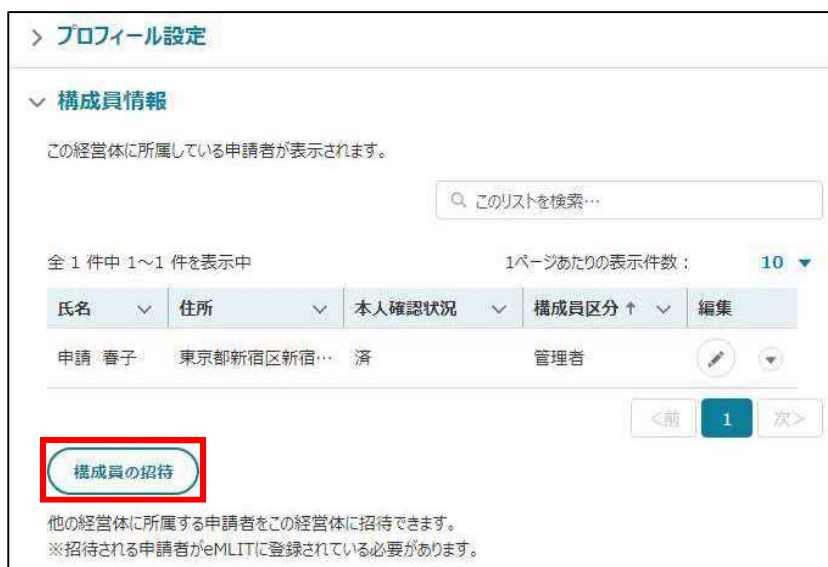 プロフィール設定
構成員情報
この経営体に所属している申請者が表示されます。
このリストを検索…
全 1 件中 1～1 件を表示中 1ページあたりの表示件数： 10
氏名 住所 本人確認状況 構成員区分↑ 編集
申請 春子 東京都新宿区新宿… 済 管理者
<前 1 次>
構成員の招待
他の経営体に所属する申請者をこの経営体に招待できます。
※招待される申請者がeMLITに登録されている必要があります。